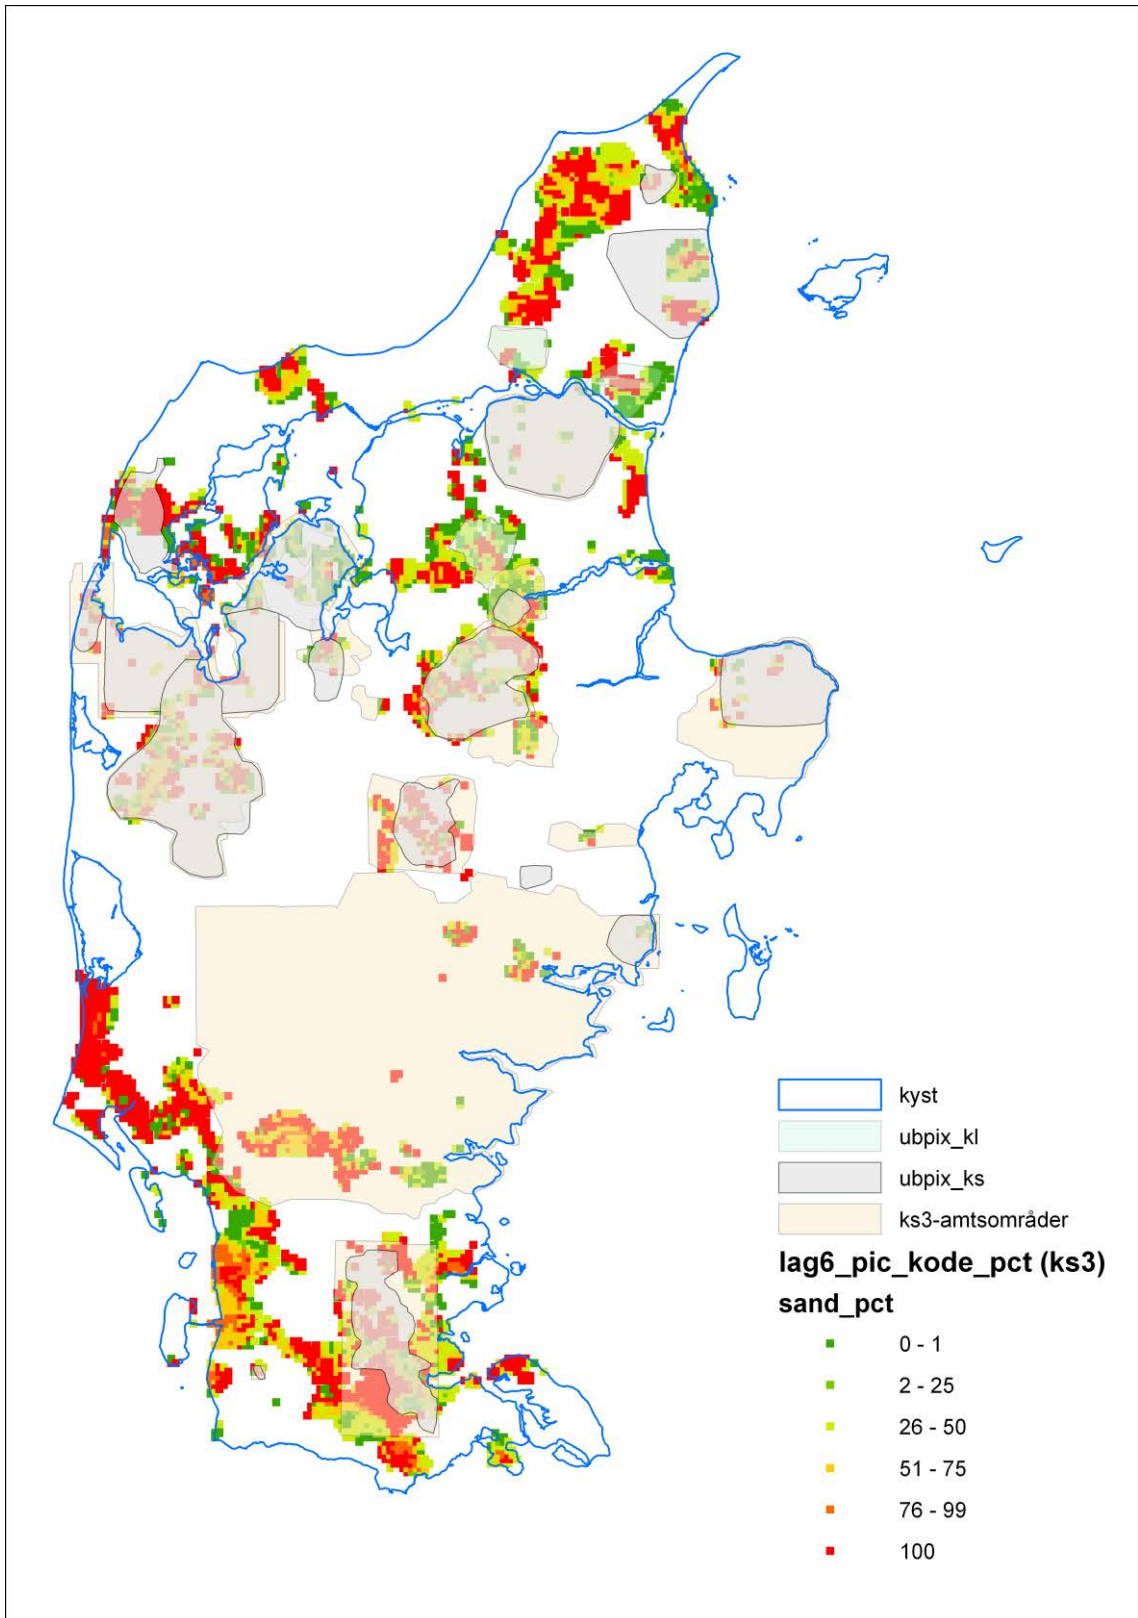 kyst
ubpix_kl
ubpix_ks
ks3-amtsområder
lag6_pic_kode_pct (ks3)
sand_pct
0 - 1
2 - 25
26 - 50
51 - 75
76 - 99
100